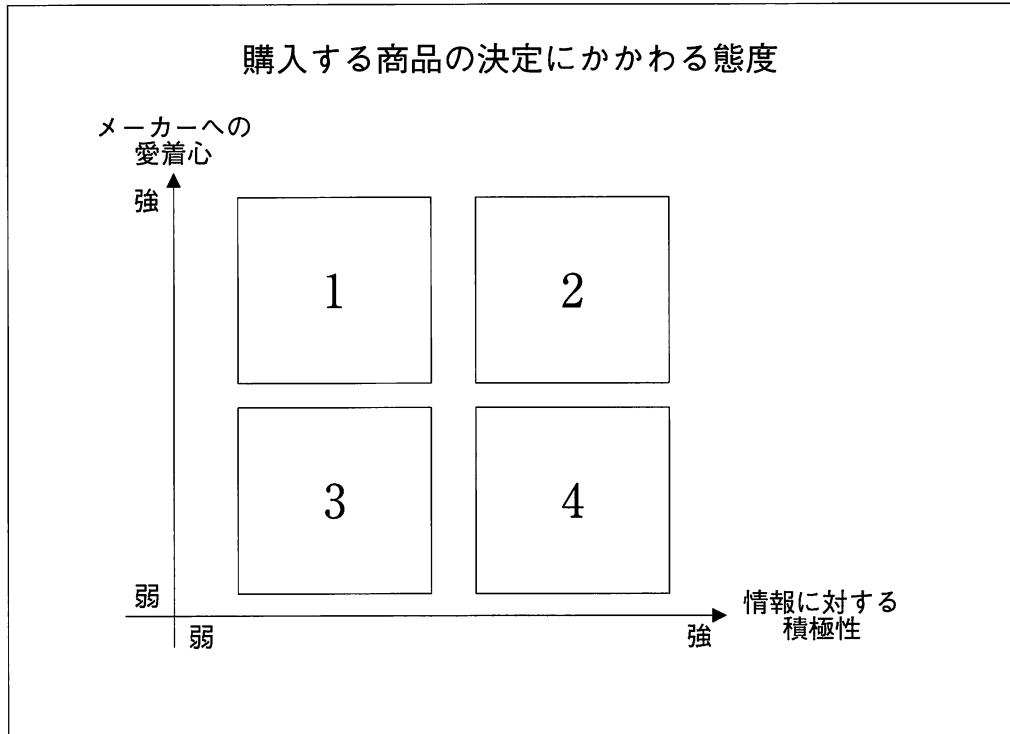 購入する商品の決定にかかわる態度
メーカーへの
愛着心
強
1
2
3
4
弱
弱
強
情報に対する
積極性